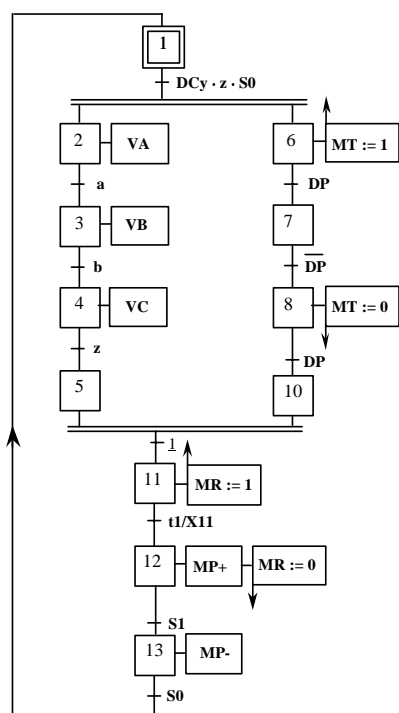 1
DCy · z · S0
2 VA 6 MT := 1
a DP
3 VB 7
b D̅P̅
4 VC 8 MT := 0
z DP
5 10
1
11 MR := 1
t1/X11
12 MP+ MR := 0
S1
13 MP-
S0